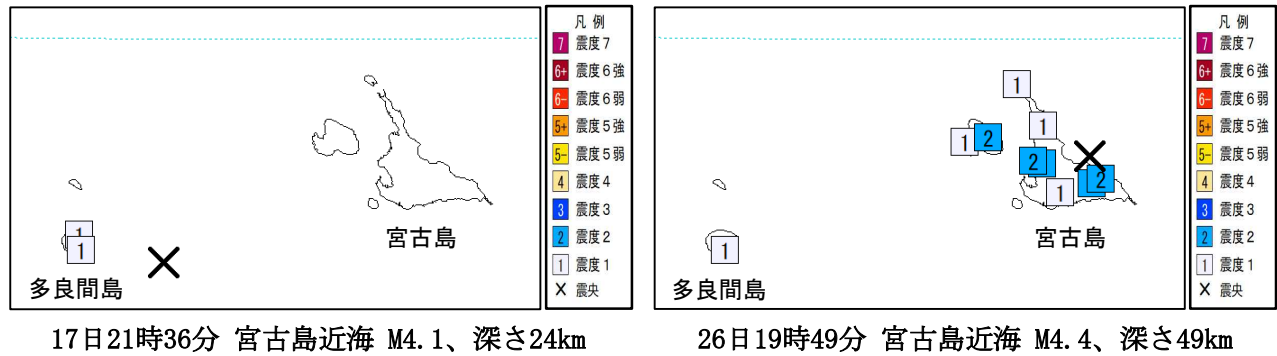 凡 例
7 震度7
6+ 震度6強
6- 震度6弱
5+ 震度5強
5- 震度5弱
4 震度4
3 震度3
2 震度2
1 震度1
× 震央
宮古島
1
1
多良間島
17日21時36分 宮古島近海 M4.1、深さ24km
凡 例
7 震度7
6+ 震度6強
6- 震度6弱
5+ 震度5強
5- 震度5弱
4 震度4
3 震度3
2 震度2
1 震度1
× 震央
1
1
1 2
2
2
1
宮古島
1
多良間島
26日19時49分 宮古島近海 M4.4、深さ49km